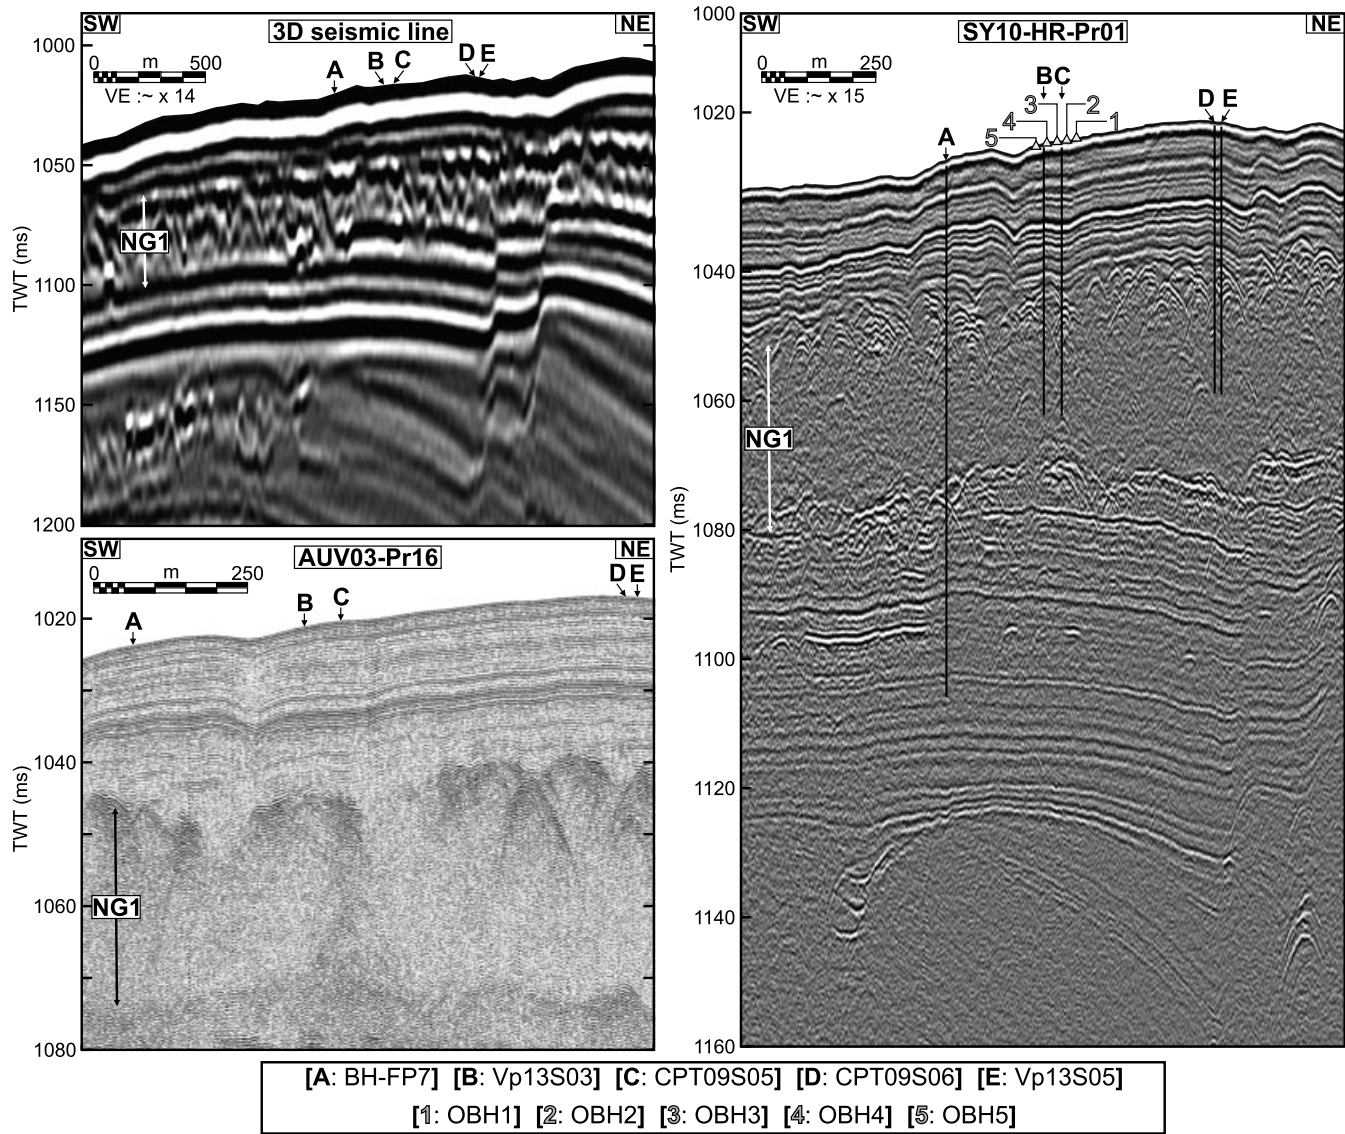 SW
3D seismic line
NE
0 m 500
VE :~ x 14
A
B
C
D
E
NG1
TWT (ms)
1000
1050
1100
1150
1200
SW
AUV03-Pr16
NE
0 m 250
A
B
C
D
E
NG1
TWT (ms)
1020
1040
1060
1080
SW
SY10-HR-Pr01
NE
0 m 250
VE :~ x 15
A
B
C
D
E
3
2
4
1
5
NG1
TWT (ms)
1000
1020
1040
1060
1080
1100
1120
1140
1160
[A: BH-FP7] [B: Vp13S03] [C: CPT09S05] [D: CPT09S06] [E: Vp13S05]
[1: OBH1] [2: OBH2] [3: OBH3] [4: OBH4] [5: OBH5]